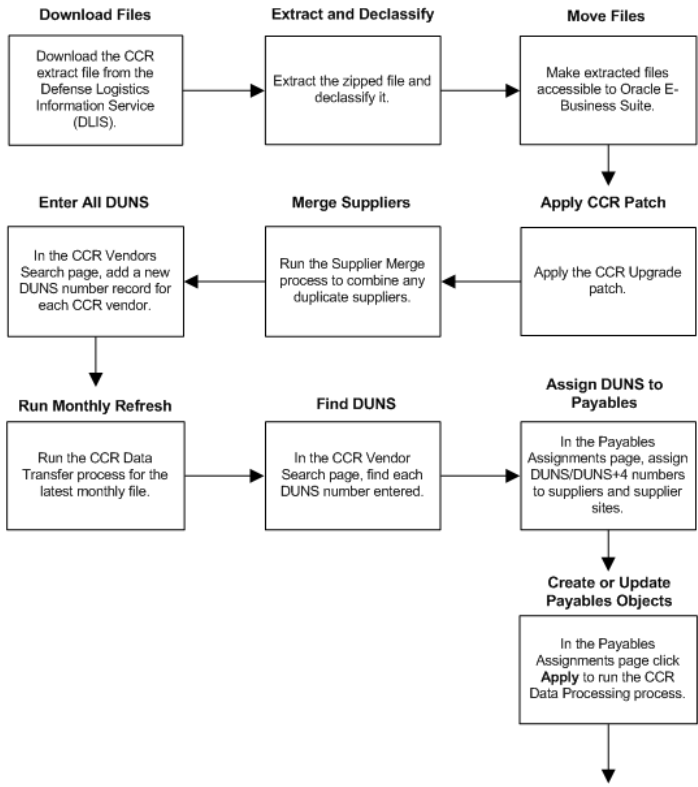 Download Files
Download the CCR
extract file from the
Defense Logistics
Information Service
(DLIS).
Extract and Declassify
Extract the zipped file and
declassify it.
Move Files
Make extracted files
accessible to Oracle E-
Business Suite.
Apply CCR Patch
Apply the CCR Upgrade
patch.
Merge Suppliers
Run the Supplier Merge
process to combine any
duplicate suppliers.
Enter All DUNS
In the CCR Vendors
Search page, add a new
DUNS number record for
each CCR vendor.
Run Monthly Refresh
Run the CCR Data
Transfer process for the
latest monthly file.
Find DUNS
In the CCR Vendor
Search page, find each
DUNS number entered.
Assign DUNS to
Payables
In the Payables
Assignments page, assign
DUNS/DUNS+4 numbers
to suppliers and supplier
sites.
Create or Update
Payables Objects
In the Payables
Assignments page click
Apply to run the CCR
Data Processing process.